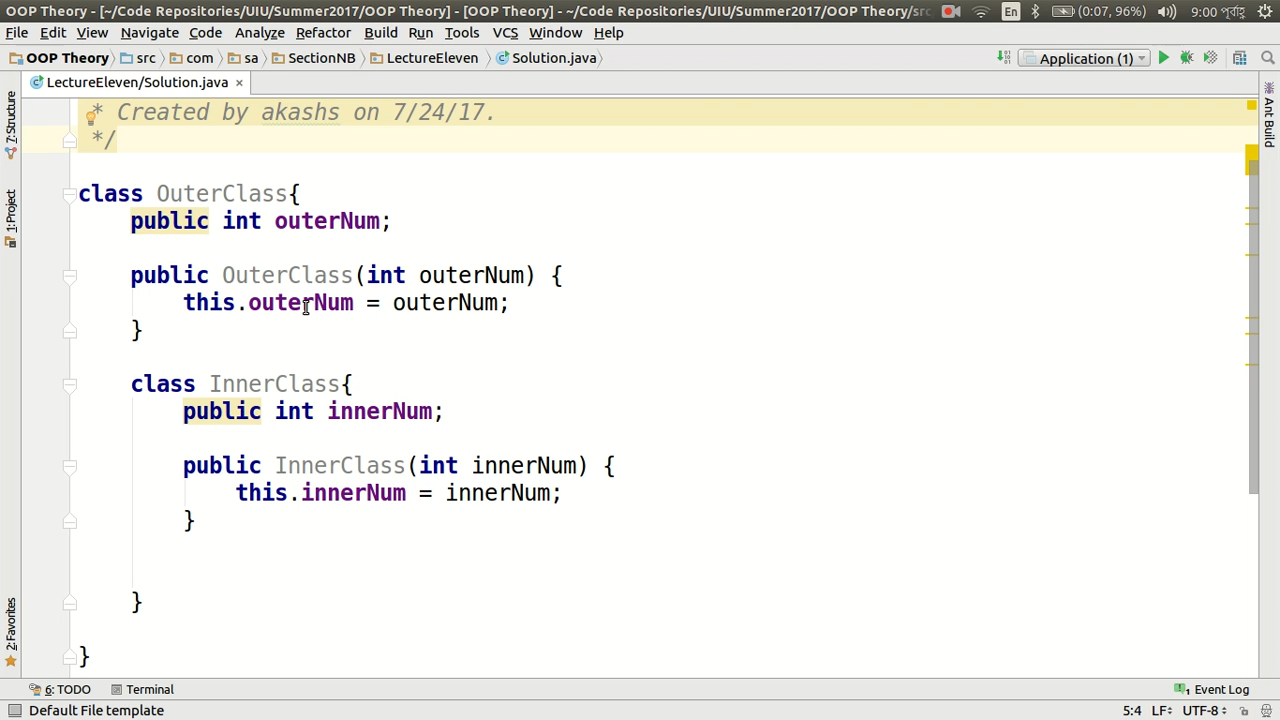 OOP Theory - [~/Code Repositories/UIU/Summer2017/OOP Theory] - [OOP Theory] - ~/Code Repositories/UIU/Summer2017/OOP Theory/src En (0:07, 96%) 9:00 পূর্বাহ্ণ
File Edit View Navigate Code Analyze Refactor Build Run Tools VCS Window Help
OOP Theory src com sa SectionNB LectureEleven Solution.java Application (1)
LectureEleven/Solution.java ×
* Created by akashs on 7/24/17.
*/
class OuterClass{
public int outerNum;
public OuterClass(int outerNum) {
this.outerNum = outerNum;
}
class InnerClass{
public int innerNum;
public InnerClass(int innerNum) {
this.innerNum = innerNum;
}
}
}
7: Structure
1: Project
2: Favorites
Ant Build
6: TODO Terminal 1 Event Log
Default File template 5:4 LF UTF-8